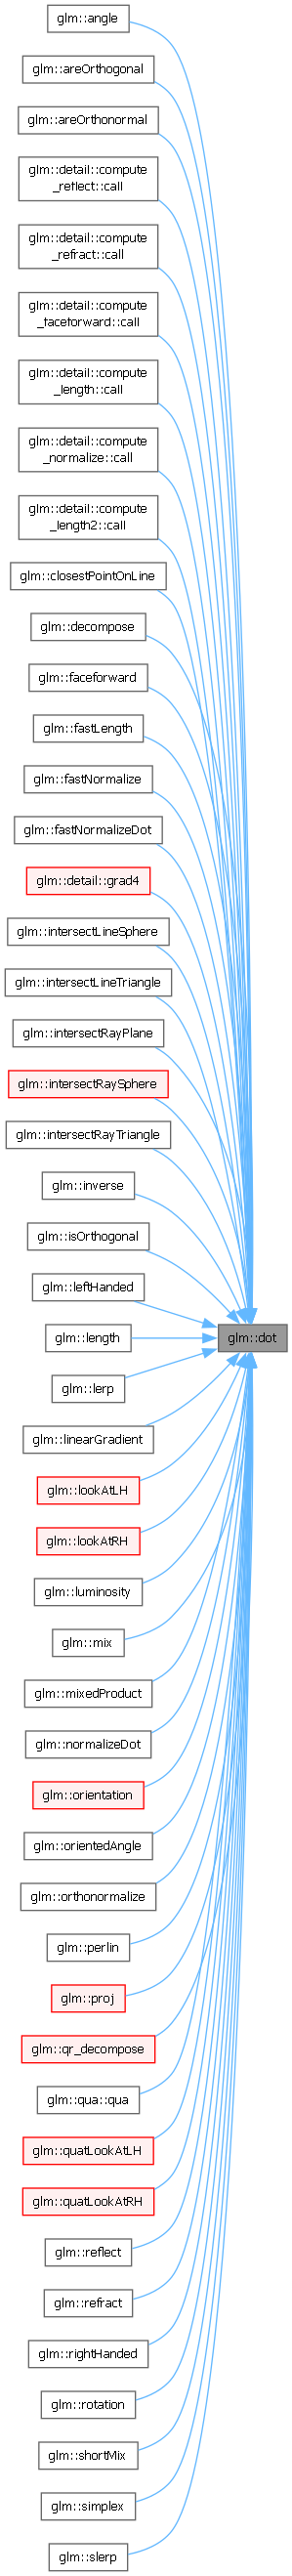 glm::angle
glm::areOrthogonal
glm::areOrthonormal
glm::detail::compute
_reflect::call
glm::detail::compute
_refract::call
glm::detail::compute
_faceforward::call
glm::detail::compute
_length::call
glm::detail::compute
_normalize::call
glm::detail::compute
_length2::call
glm::closestPointOnLine
glm::decompose
glm::faceforward
glm::fastLength
glm::fastNormalize
glm::fastNormalizeDot
glm::detail::grad4
glm::intersectLineSphere
glm::intersectLineTriangle
glm::intersectRayPlane
glm::intersectRaySphere
glm::intersectRayTriangle
glm::inverse
glm::isOrthogonal
glm::leftHanded
glm::dot
glm::length
glm::lerp
glm::linearGradient
glm::lookAtLH
glm::lookAtRH
glm::luminosity
glm::mix
glm::mixedProduct
glm::normalizeDot
glm::orientation
glm::orientedAngle
glm::orthonormalize
glm::perlin
glm::proj
glm::qr_decompose
glm::qua::qua
glm::quatLookAtLH
glm::quatLookAtRH
glm::reflect
glm::refract
glm::rightHanded
glm::rotation
glm::shortMix
glm::simplex
glm::slerp